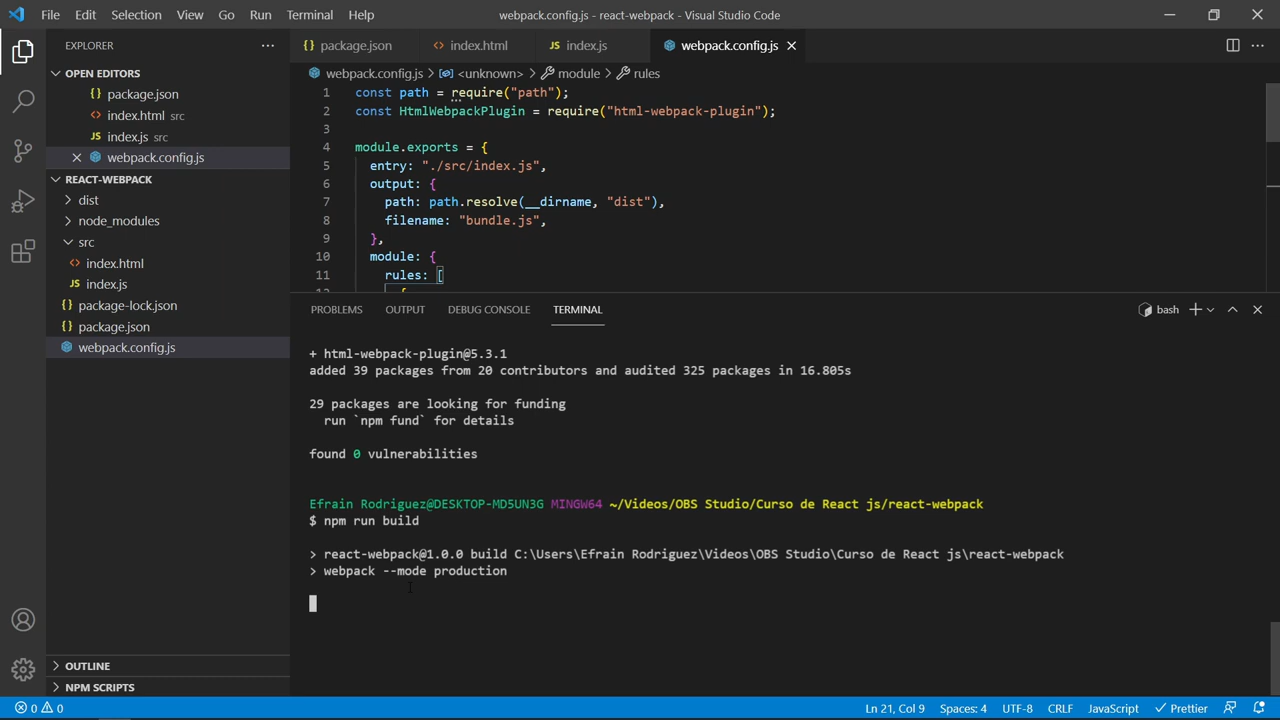 File Edit Selection View Go Run Terminal Help
webpack.config.js - react-webpack - Visual Studio Code
EXPLORER
OPEN EDITORS
package.json
index.html src
index.js src
webpack.config.js
REACT-WEBPACK
dist
node_modules
src
index.html
index.js
package-lock.json
package.json
webpack.config.js
OUTLINE
NPM SCRIPTS
package.json index.html index.js webpack.config.js
webpack.config.js > <unknown> > module > rules
1 const path = require("path");
2 const HtmlWebpackPlugin = require("html-webpack-plugin");
3
4 module.exports = {
5 entry: "./src/index.js",
6 output: {
7 path: path.resolve(__dirname, "dist"),
8 filename: "bundle.js",
9 },
10 module: {
11 rules: [
PROBLEMS OUTPUT DEBUG CONSOLE TERMINAL
bash
+ html-webpack-plugin@5.3.1
added 39 packages from 20 contributors and audited 325 packages in 16.805s
29 packages are looking for funding
run `npm fund` for details
found 0 vulnerabilities
Efrain Rodriguez@DESKTOP-MD5UN3G MINGW64 ~/Videos/OBS Studio/Curso de React js/react-webpack
$ npm run build
> react-webpack@1.0.0 build C:\Users\Efrain Rodriguez\Videos\OBS Studio\Curso de React js\react-webpack
> webpack --mode production
0 0 Ln 21, Col 9 Spaces: 4 UTF-8 CRLF JavaScript Prettier